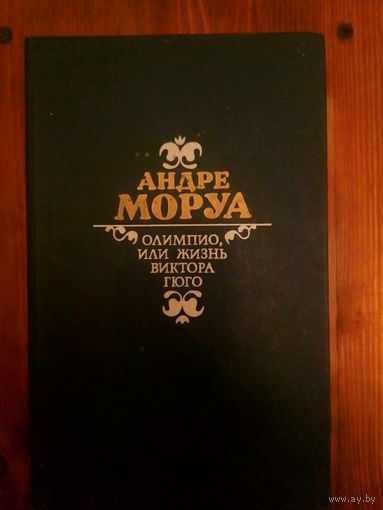 АНДРЕ
МОРУА
ОЛИМПИО,
ИЛИ ЖИЗНЬ
ВИКТОРА
ГЮГО
www.ay.by